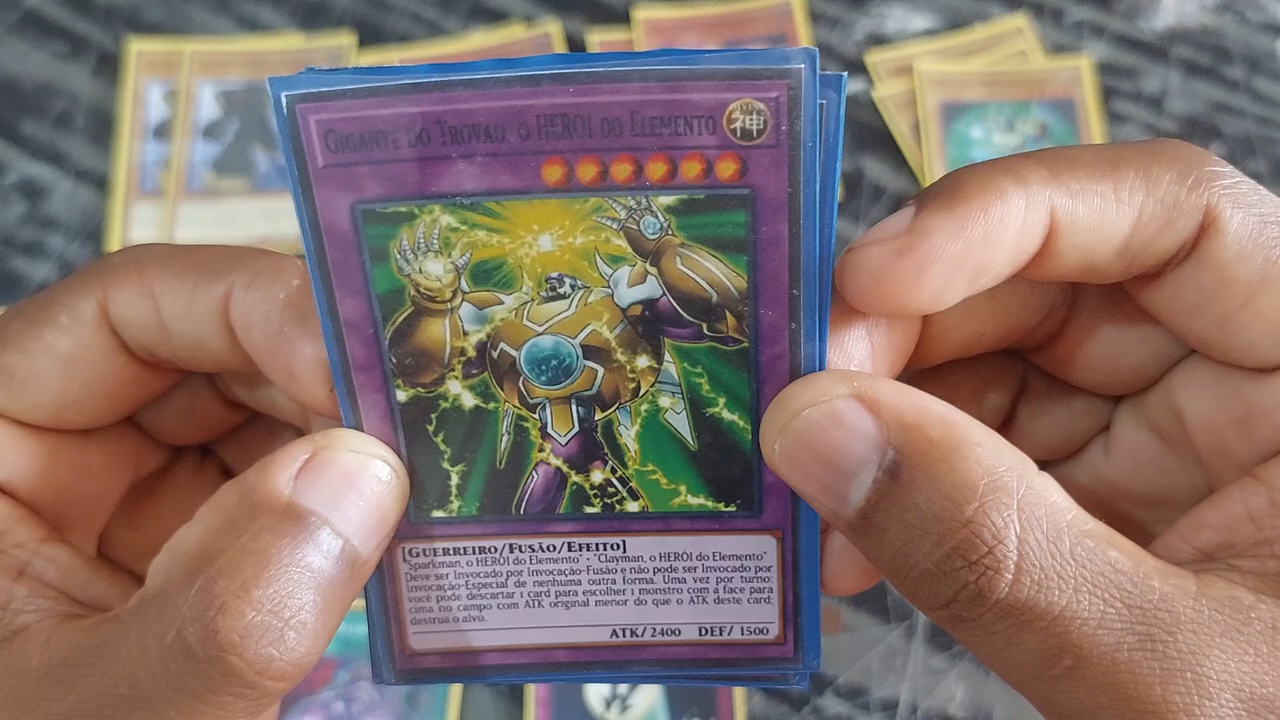 GIGANTE DO TROVÃO, O HERÓI DO ELEMENTO
DIVINE
神
[GUERREIRO/FUSÃO/EFEITO]
"Sparkman, o HERÓI do Elemento" - "Clayman, o HERÓI do Elemento"
Deve ser Invocado por Invocação-Fusão e não pode ser Invocado por
Invocação-Especial de nenhuma outra forma. Uma vez por turno:
você pode descartar 1 card para escolher 1 monstro com a face para
cima no campo com ATK original menor do que o ATK deste card;
destrua o alvo.
ATK/ 2400 DEF/ 1500